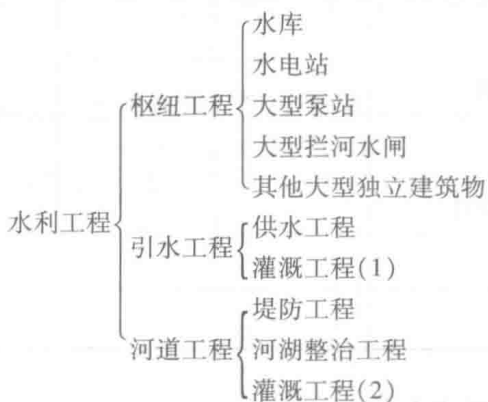 水利工程
枢纽工程
水库
水电站
大型泵站
大型拦河水闸
其他大型独立建筑物
引水工程
供水工程
灌溉工程(1)
河道工程
堤防工程
河湖整治工程
灌溉工程(2)